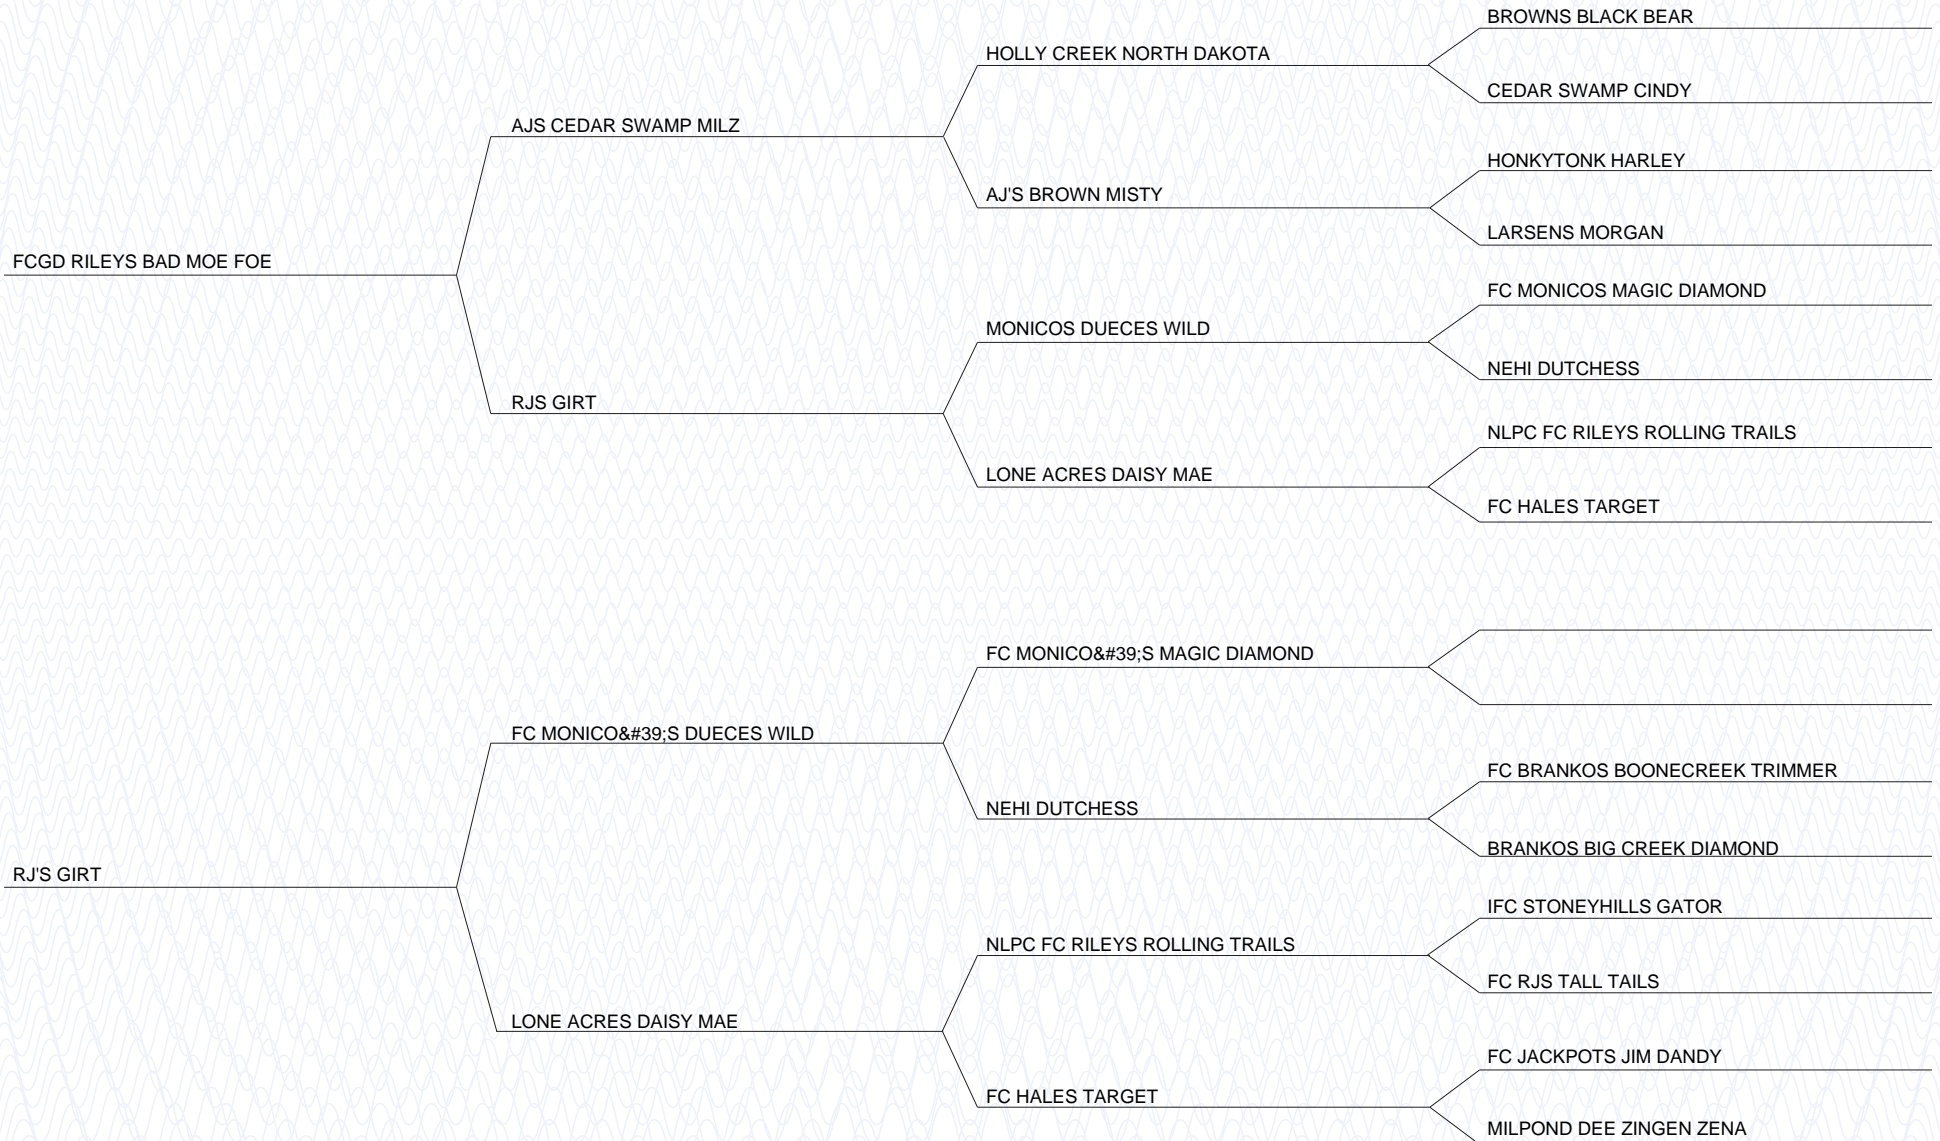 BROWNS BLACK BEAR
HOLLY CREEK NORTH DAKOTA
CEDAR SWAMP CINDY
AJS CEDAR SWAMP MILZ
HONKYTONK HARLEY
AJ'S BROWN MISTY
LARSENS MORGAN
FCGD RILEYS BAD MOE FOE
FC MONICOS MAGIC DIAMOND
MONICOS DUECES WILD
NEHI DUTCHESS
RJS GIRT
NLPC FC RILEYS ROLLING TRAILS
LONE ACRES DAISY MAE
FC HALES TARGET
FC MONICO&#39;S MAGIC DIAMOND
FC MONICO&#39;S DUECES WILD
FC BRANKOS BOONECREEK TRIMMER
NEHI DUTCHESS
BRANKOS BIG CREEK DIAMOND
RJ'S GIRT
IFC STONEYHILLS GATOR
NLPC FC RILEYS ROLLING TRAILS
FC RJS TALL TAILS
LONE ACRES DAISY MAE
FC JACKPOTS JIM DANDY
FC HALES TARGET
MILPOND DEE ZINGEN ZENA